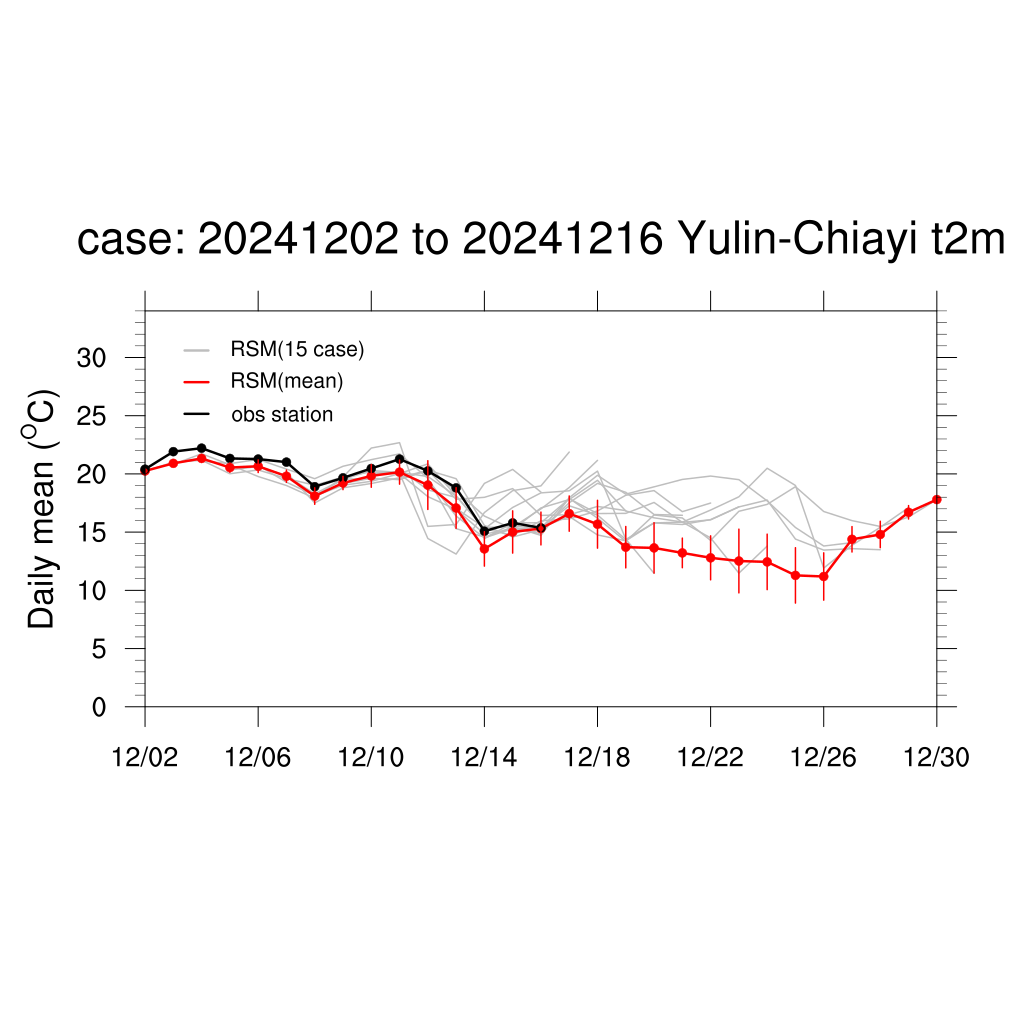 case: 20241202 to 20241216 Yulin-Chiayi t2m
RSM(15 case)
RSM(mean)
obs station
Daily mean (°C)
30
25
20
15
10
5
0
12/02 12/06 12/10 12/14 12/18 12/22 12/26 12/30